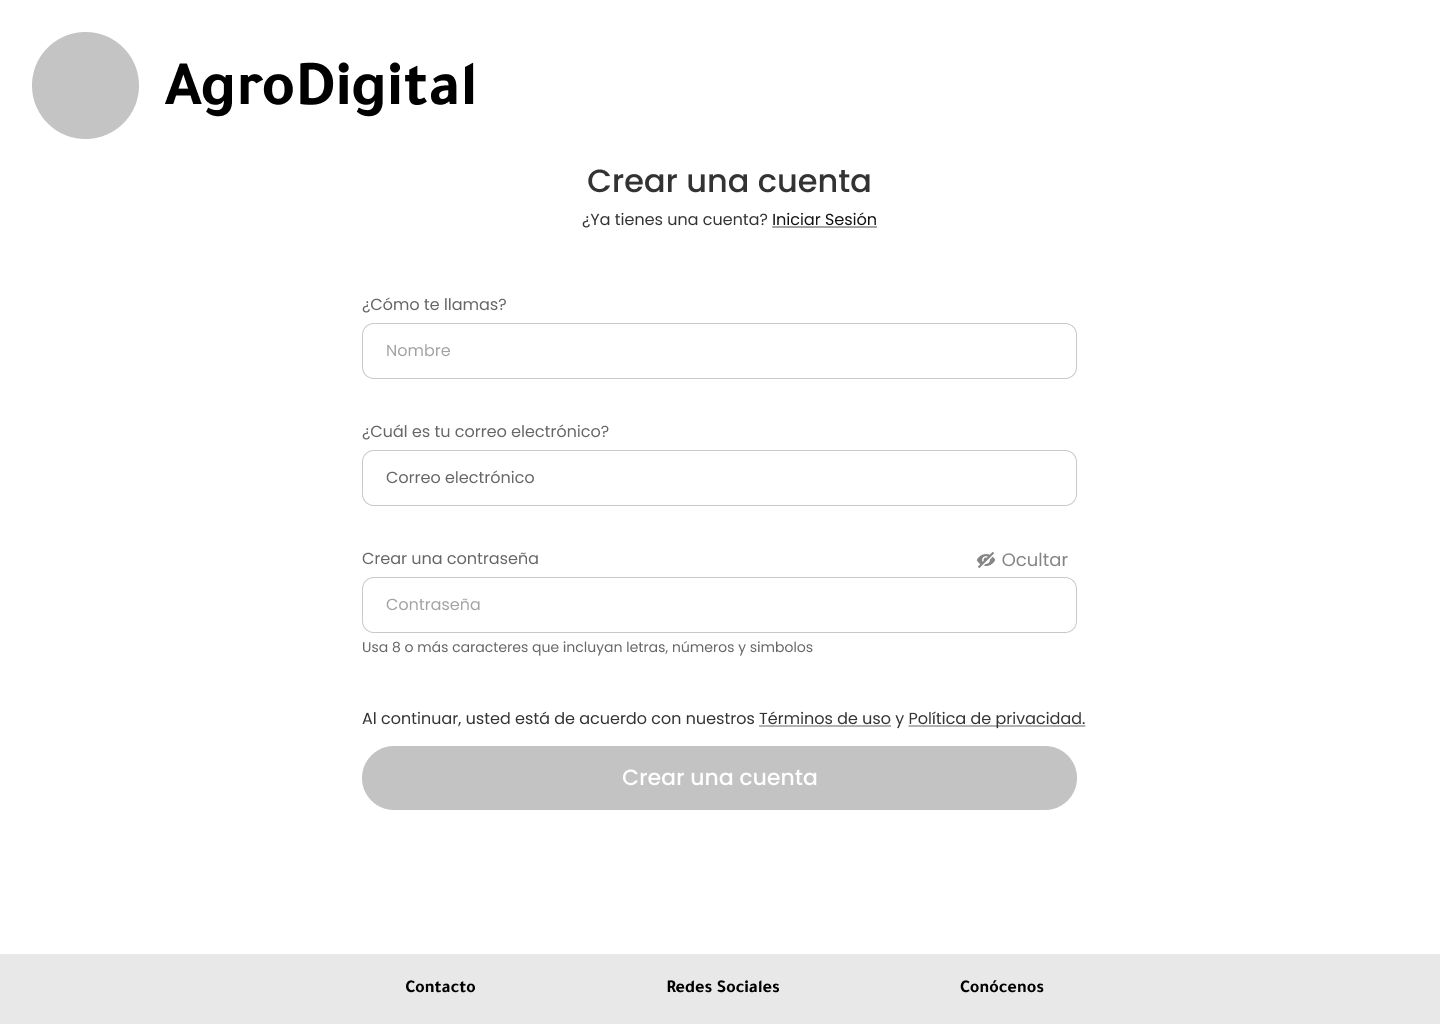 AgroDigital
Crear una cuenta
¿Ya tienes una cuenta? Iniciar Sesión
¿Cómo te llamas?
Nombre
¿Cuál es tu correo electrónico?
Correo electrónico
Crear una contraseña
Ocultar
Contraseña
Usa 8 o más caracteres que incluyan letras, números y simbolos
Al continuar, usted está de acuerdo con nuestros Términos de uso y Política de privacidad.
Crear una cuenta
Contacto
Redes Sociales
Conócenos